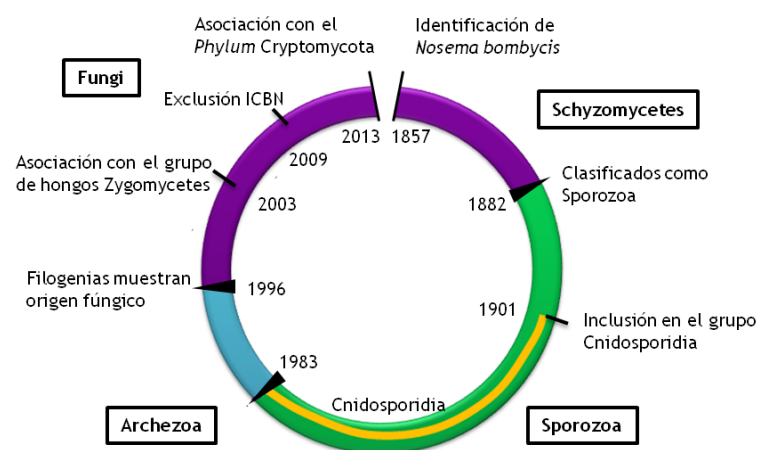 Asociación con el
Phylum Cryptomycota
Identificación de
Nosema bombycis
Fungi
Exclusión ICBN
Schyzomycetes
2013
1857
2009
Asociación con el grupo
de hongos Zygomycetes
Clasificados como
Sporozoa
2003
1882
Filogenias muestran
origen fúngico
1996
1901
Inclusión en el grupo
Cnidosporidia
1983
Cnidosporidia
Archezoa
Sporozoa